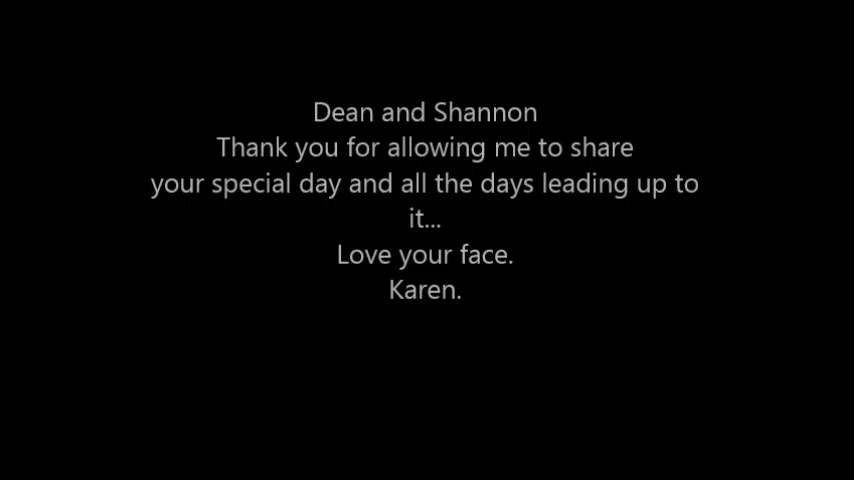 Dean and Shannon
Thank you for allowing me to share
your special day and all the days leading up to
it...
Love your face.
Karen.